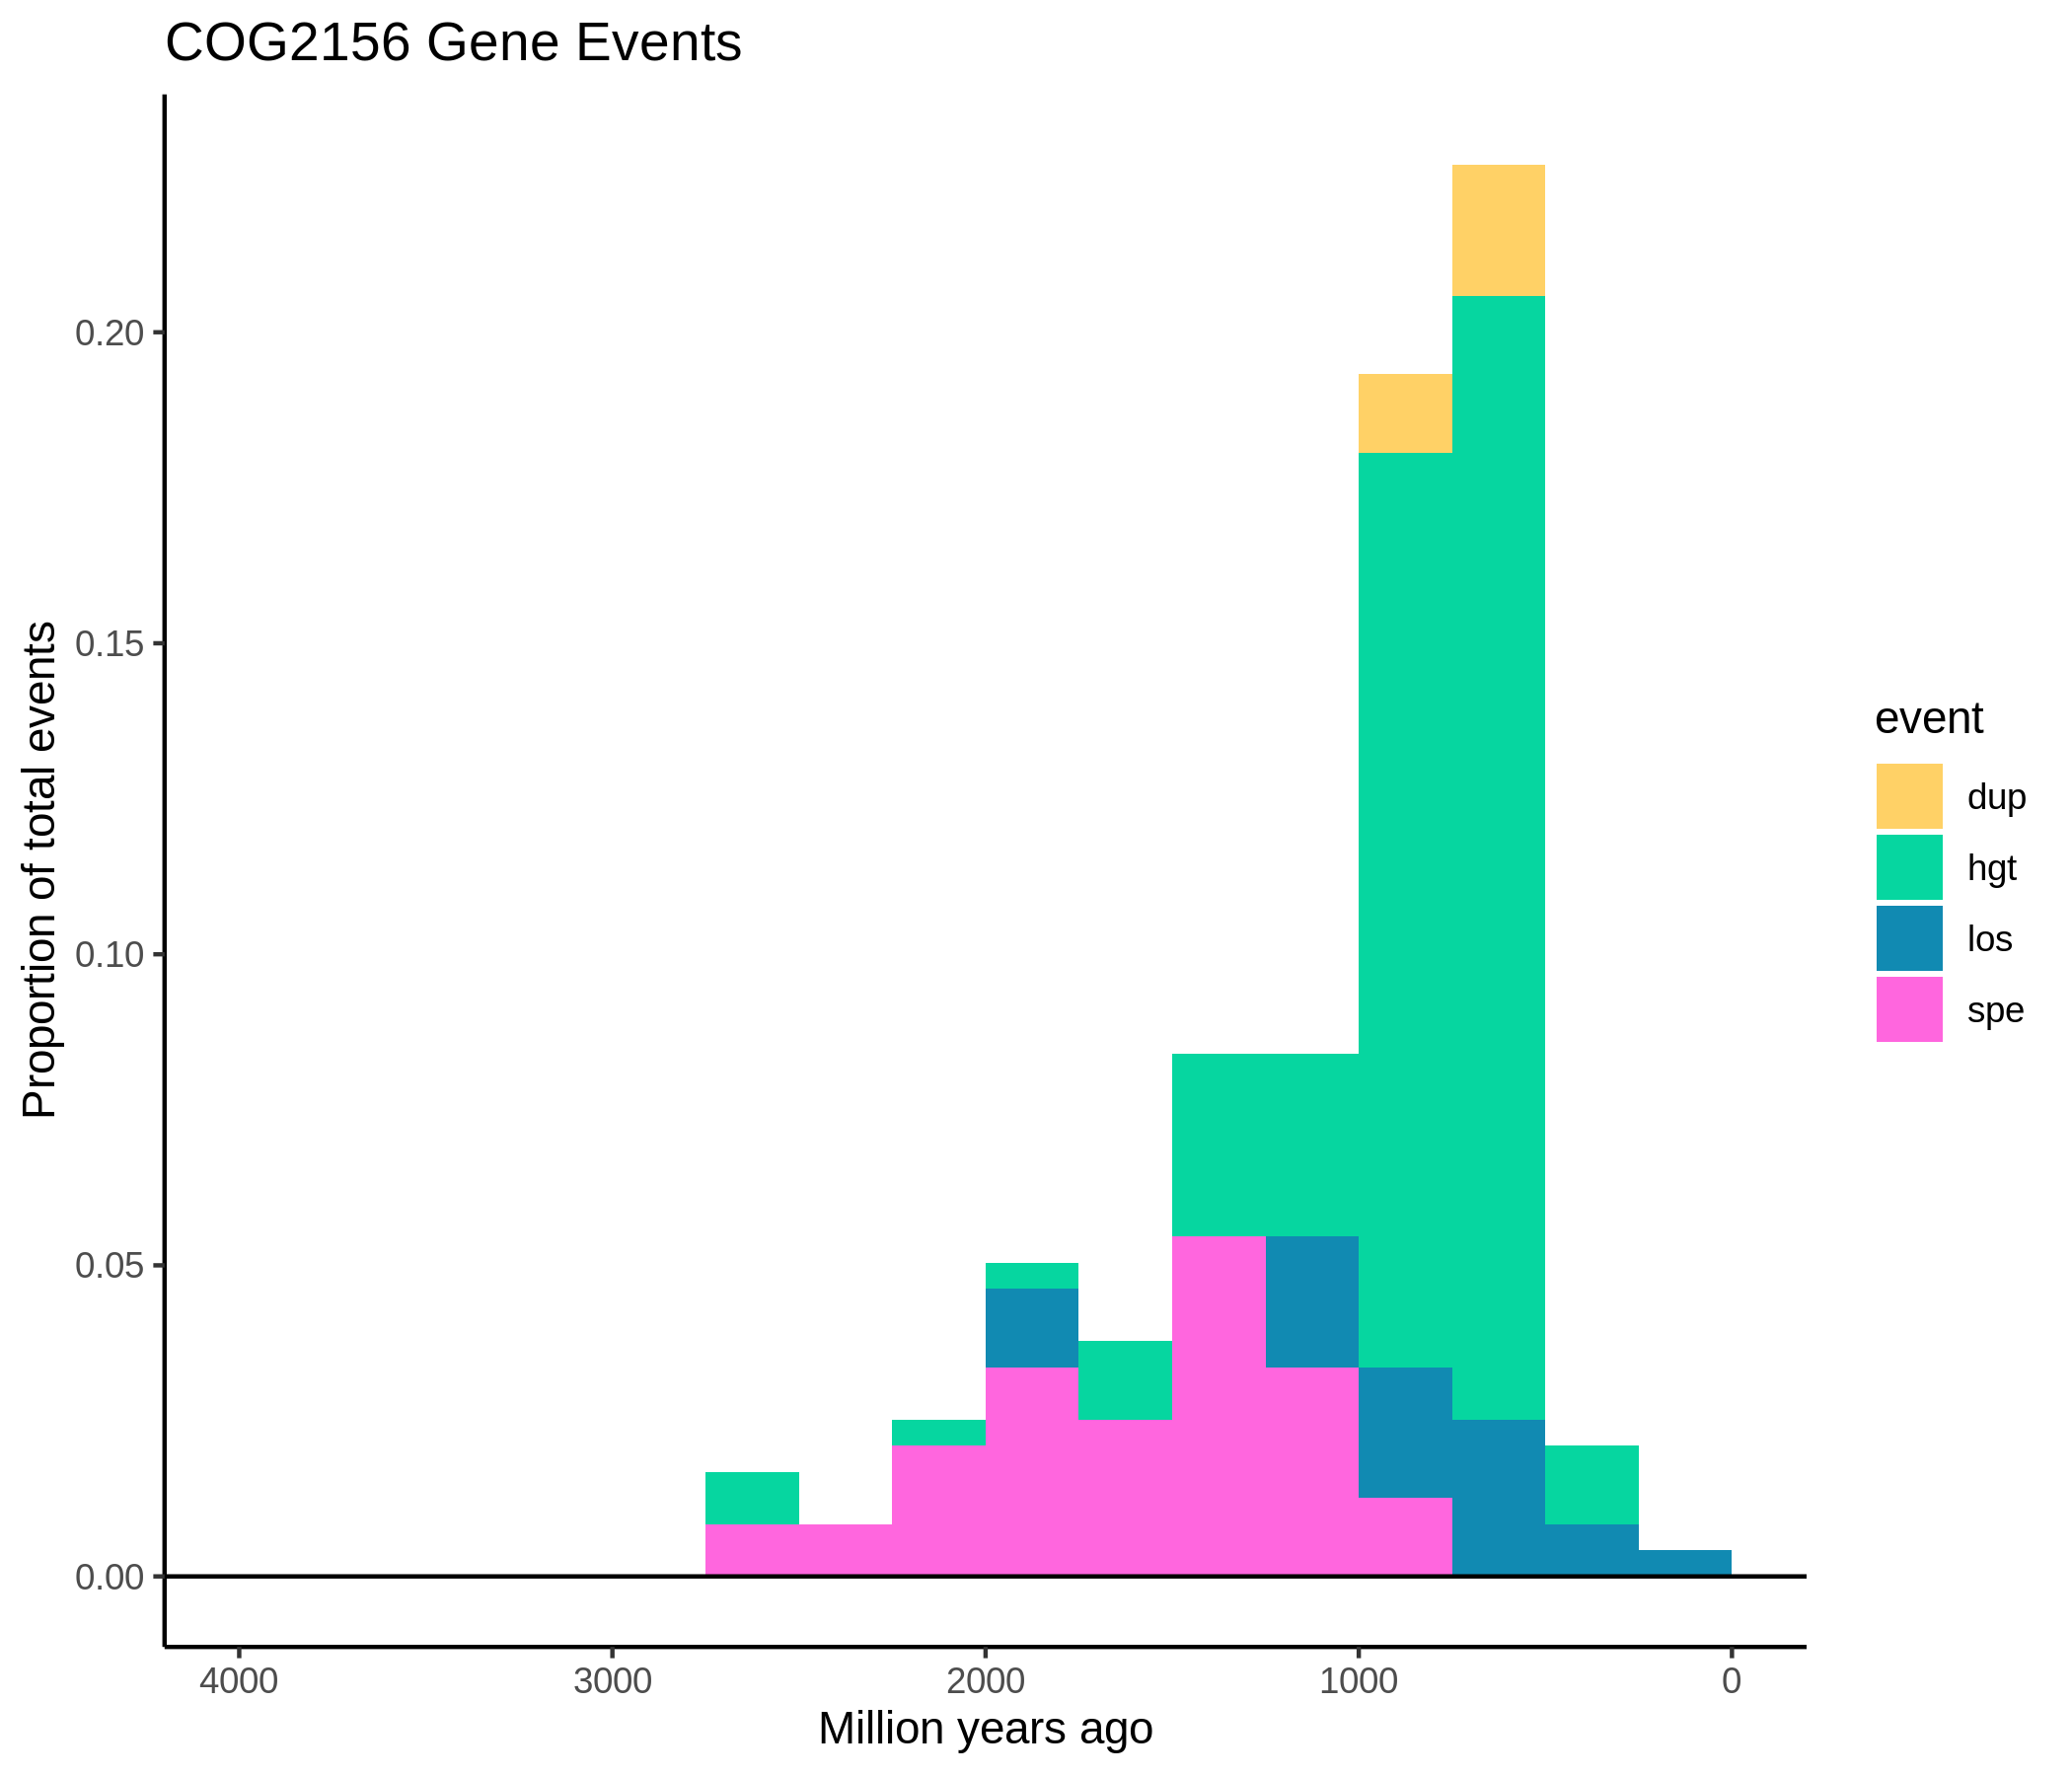 COG2156 Gene Events
Proportion of total events
0.20
0.15
0.10
0.05
0.00
4000 3000 2000 1000 0
Million years ago
event
dup
hgt
los
spe